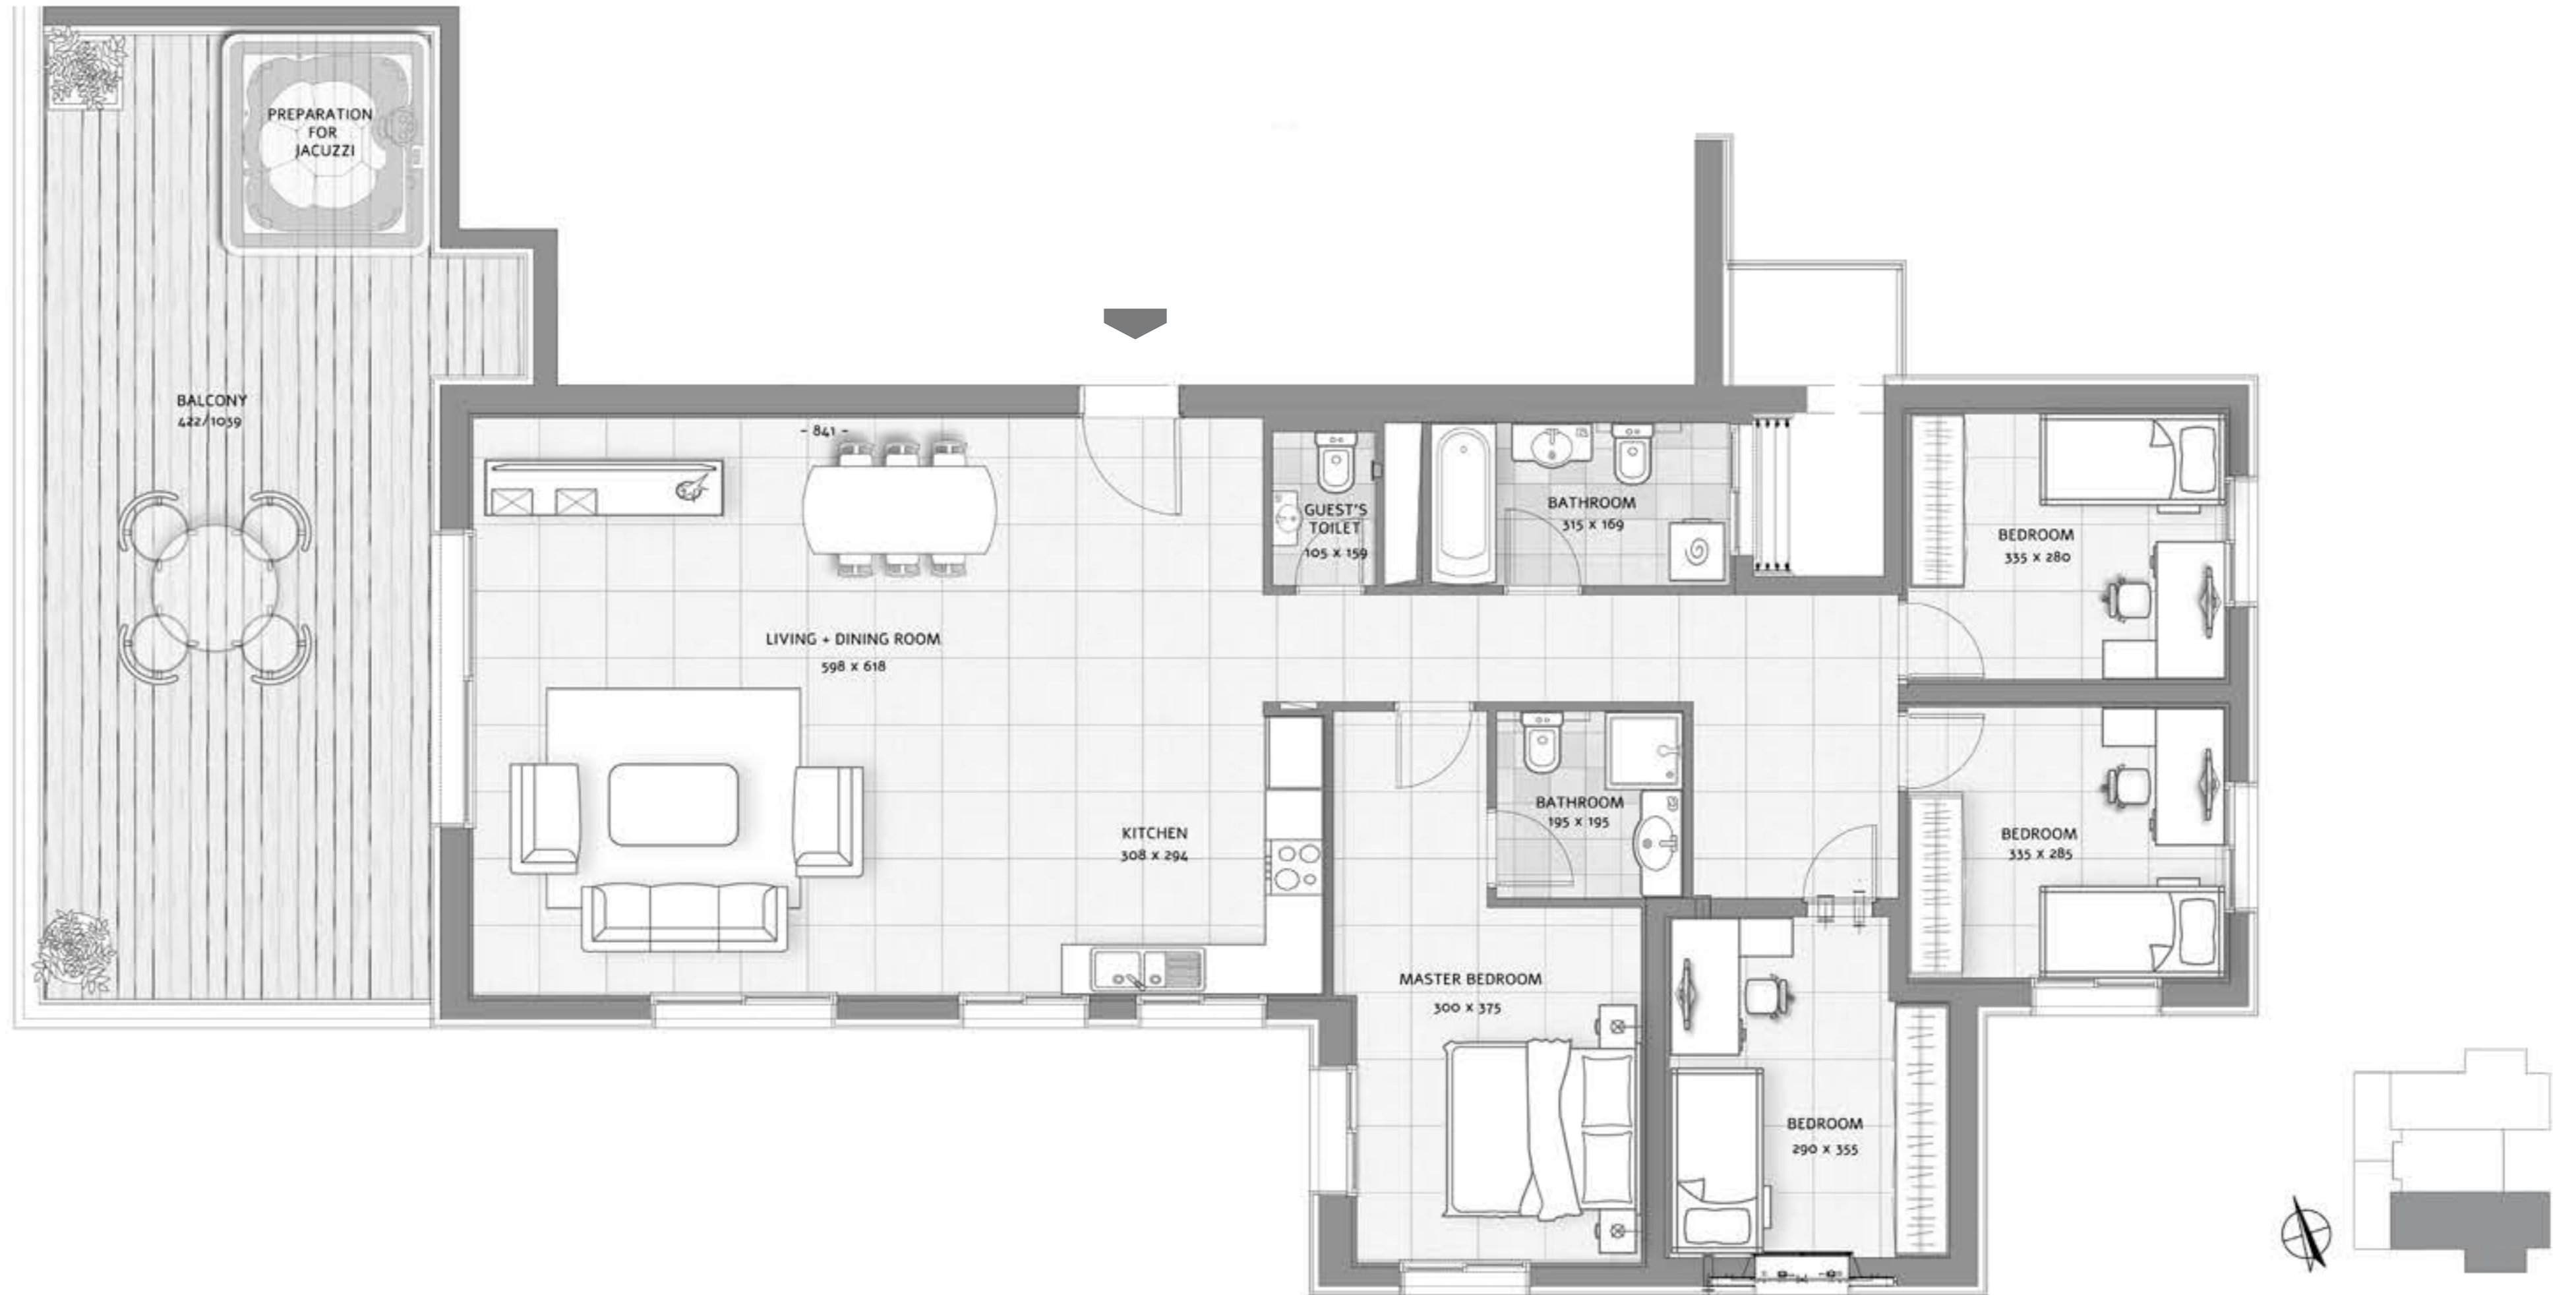 PREPARATION
FOR
JACUZZI
BALCONY
422/1039
- 841 -
GUEST'S
TOILET
105 x 159
BATHROOM
315 x 169
BEDROOM
335 x 280
LIVING + DINING ROOM
598 x 618
KITCHEN
308 x 294
BATHROOM
195 x 195
BEDROOM
335 x 285
MASTER BEDROOM
300 x 375
BEDROOM
290 x 355